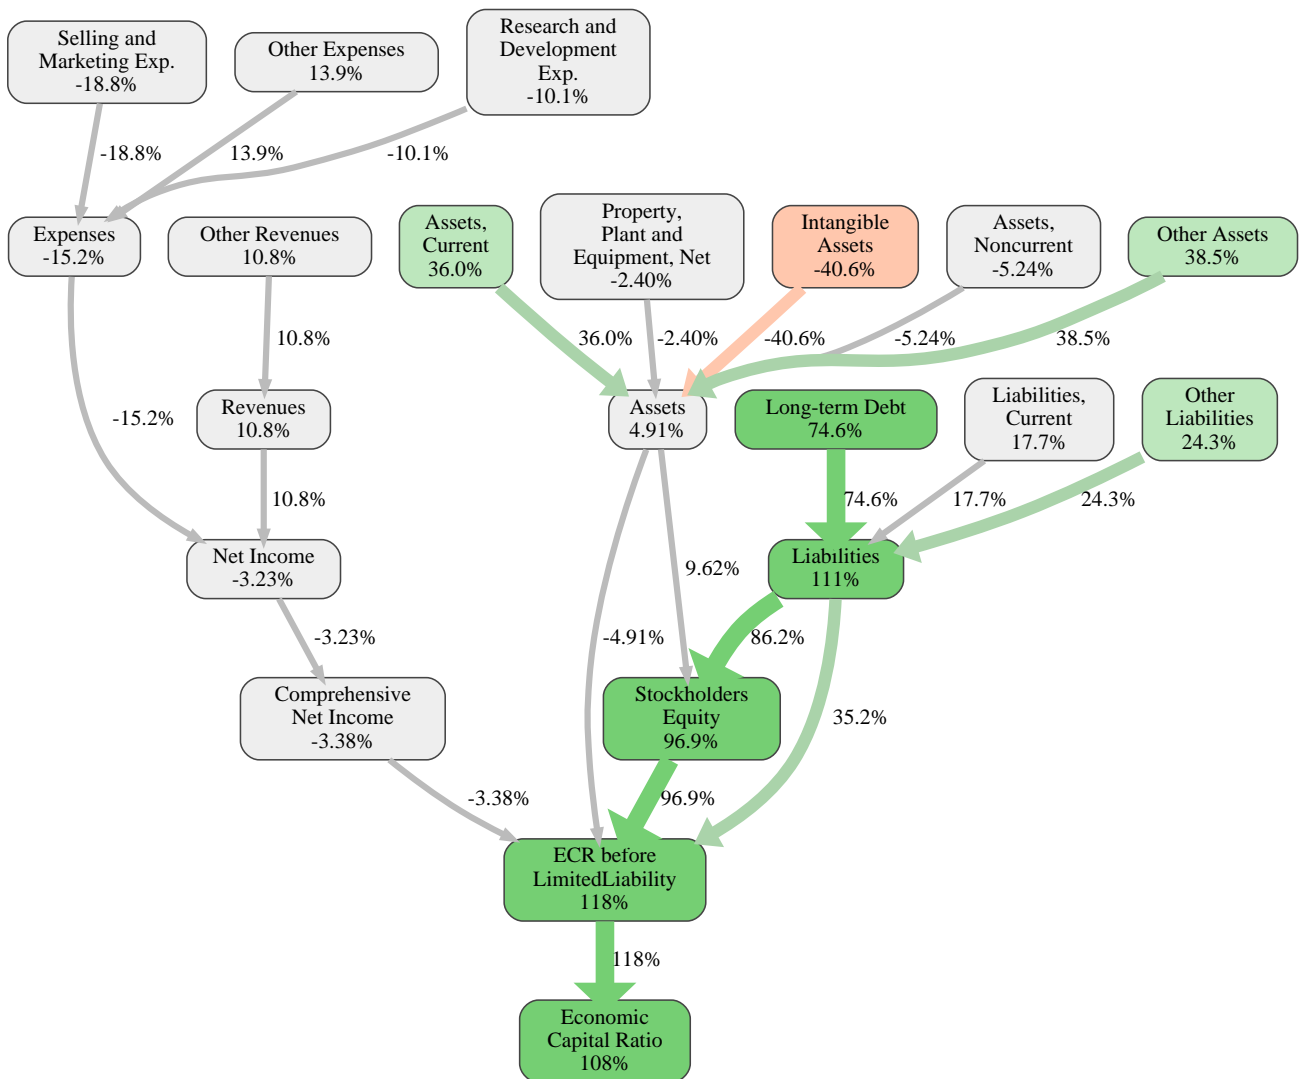 Selling and
Marketing Exp.
-18.8%
Other Expenses
13.9%
Research and
Development
Exp.
-10.1%
-18.8%
13.9%
-10.1%
Expenses
-15.2%
Other Revenues
10.8%
Assets,
Current
36.0%
Property,
Plant and
Equipment, Net
-2.40%
Intangible
Assets
-40.6%
Assets,
Noncurrent
-5.24%
Other Assets
38.5%
10.8%
36.0%
-2.40%
-40.6%
-5.24%
38.5%
-15.2%
Revenues
10.8%
Assets
4.91%
Long-term Debt
74.6%
Liabilities,
Current
17.7%
Other
Liabilities
24.3%
10.8%
74.6%
17.7%
24.3%
Net Income
-3.23%
9.62%
Liabilities
111%
-3.23%
-4.91%
86.2%
Comprehensive
Net Income
-3.38%
Stockholders
Equity
96.9%
35.2%
-3.38%
96.9%
ECR before
LimitedLiability
118%
118%
Economic
Capital Ratio
108%